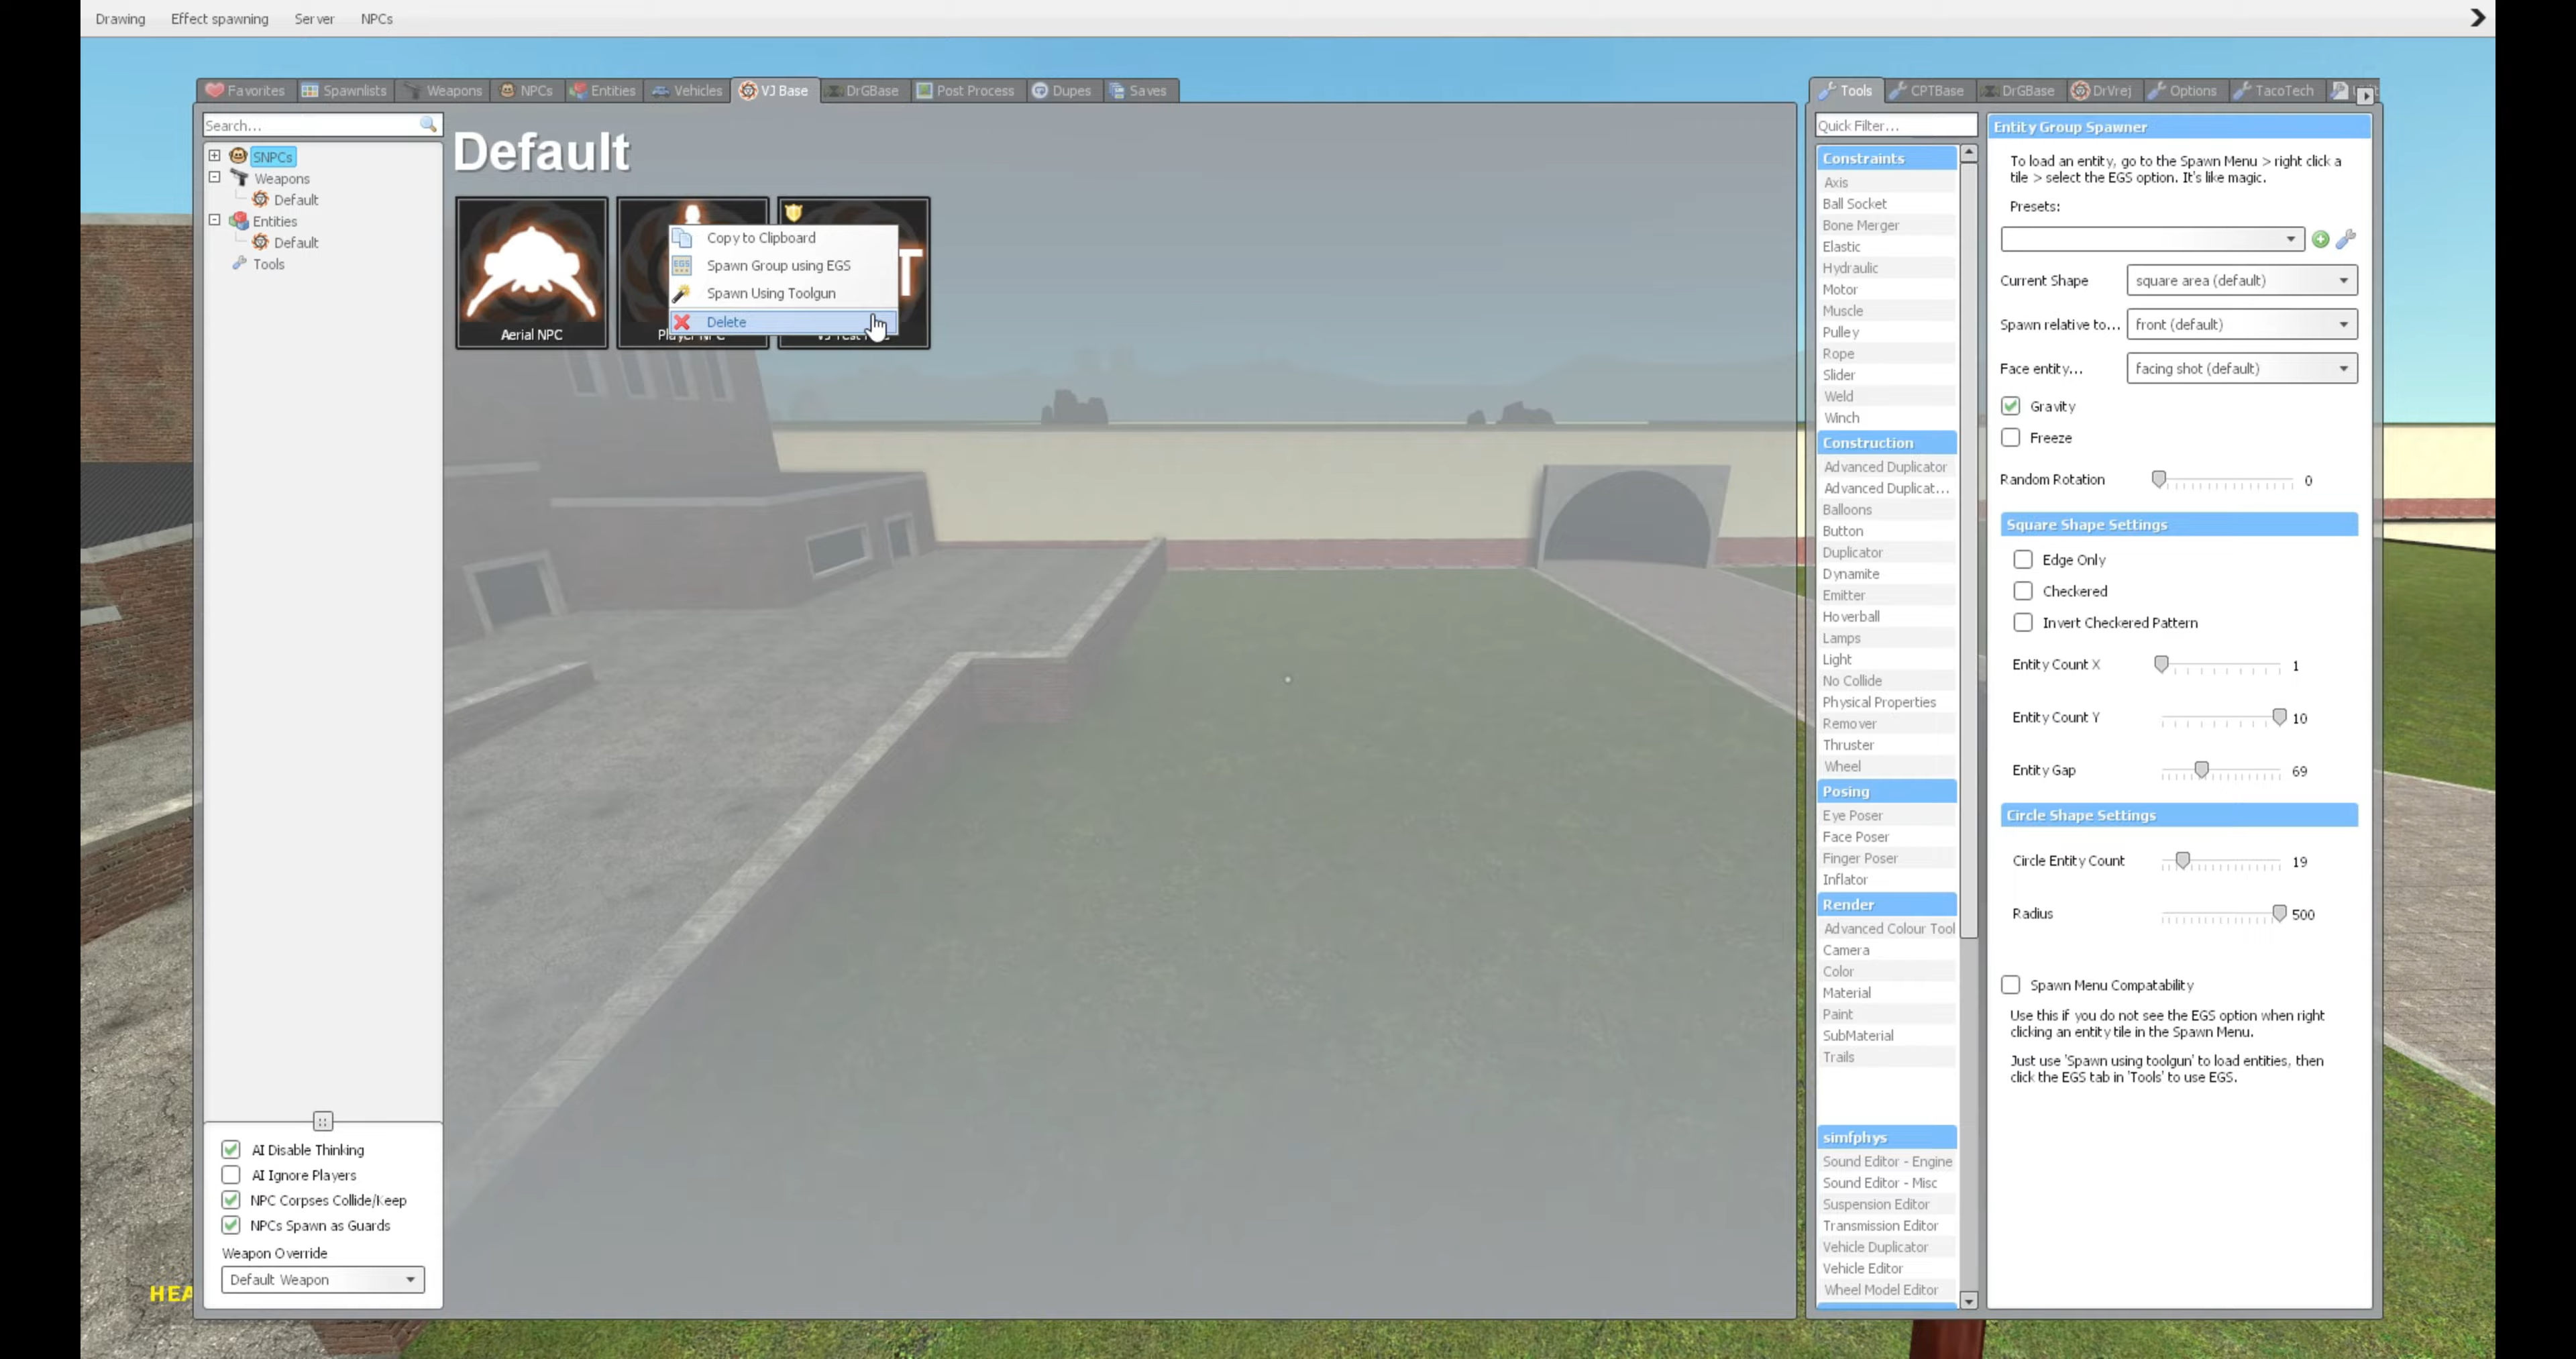 Drawing
Effect spawning
Server
NPCs
Favorites
Spawnlists
Weapons
NPCs
Entities
Vehicles
VJ Base
DrGBase
Post Process
Dupes
Saves
Search...
SNPCs
Weapons
Default
Entities
Default
Tools
Default
Aerial NPC
Player NPC
Copy to Clipboard
EGS
Spawn Group using EGS
Spawn Using Toolgun
Delete
T
AI Disable Thinking
AI Ignore Players
NPC Corpses Collide/Keep
NPCs Spawn as Guards
Weapon Override
Default Weapon
HEA
Tools
CPTBase
DrGBase
DrVrej
Options
TacoTech
Quick Filter...
Constraints
Axis
Ball Socket
Bone Merger
Elastic
Hydraulic
Motor
Muscle
Pulley
Rope
Slider
Weld
Winch
Construction
Advanced Duplicator
Advanced Duplicat...
Balloons
Button
Duplicator
Dynamite
Emitter
Hoverball
Lamps
Light
No Collide
Physical Properties
Remover
Thruster
Wheel
Posing
Eye Poser
Face Poser
Finger Poser
Inflator
Render
Advanced Colour Tool
Camera
Color
Material
Paint
SubMaterial
Trails
simfphys
Sound Editor - Engine
Sound Editor - Misc
Suspension Editor
Transmission Editor
Vehicle Duplicator
Vehicle Editor
Wheel Model Editor
Entity Group Spawner
To load an entity, go to the Spawn Menu > right click a
tile > select the EGS option. It's like magic.
Presets:
Current Shape square area (default)
Spawn relative to... front (default)
Face entity... facing shot (default)
Gravity
Freeze
Random Rotation 0
Square Shape Settings
Edge Only
Checkered
Invert Checkered Pattern
Entity Count X 1
Entity Count Y 10
Entity Gap 69
Circle Shape Settings
Circle Entity Count 19
Radius 500
Spawn Menu Compatability
Use this if you do not see the EGS option when right
clicking an entity tile in the Spawn Menu.
Just use 'Spawn using toolgun' to load entities, then
click the EGS tab in 'Tools' to use EGS.